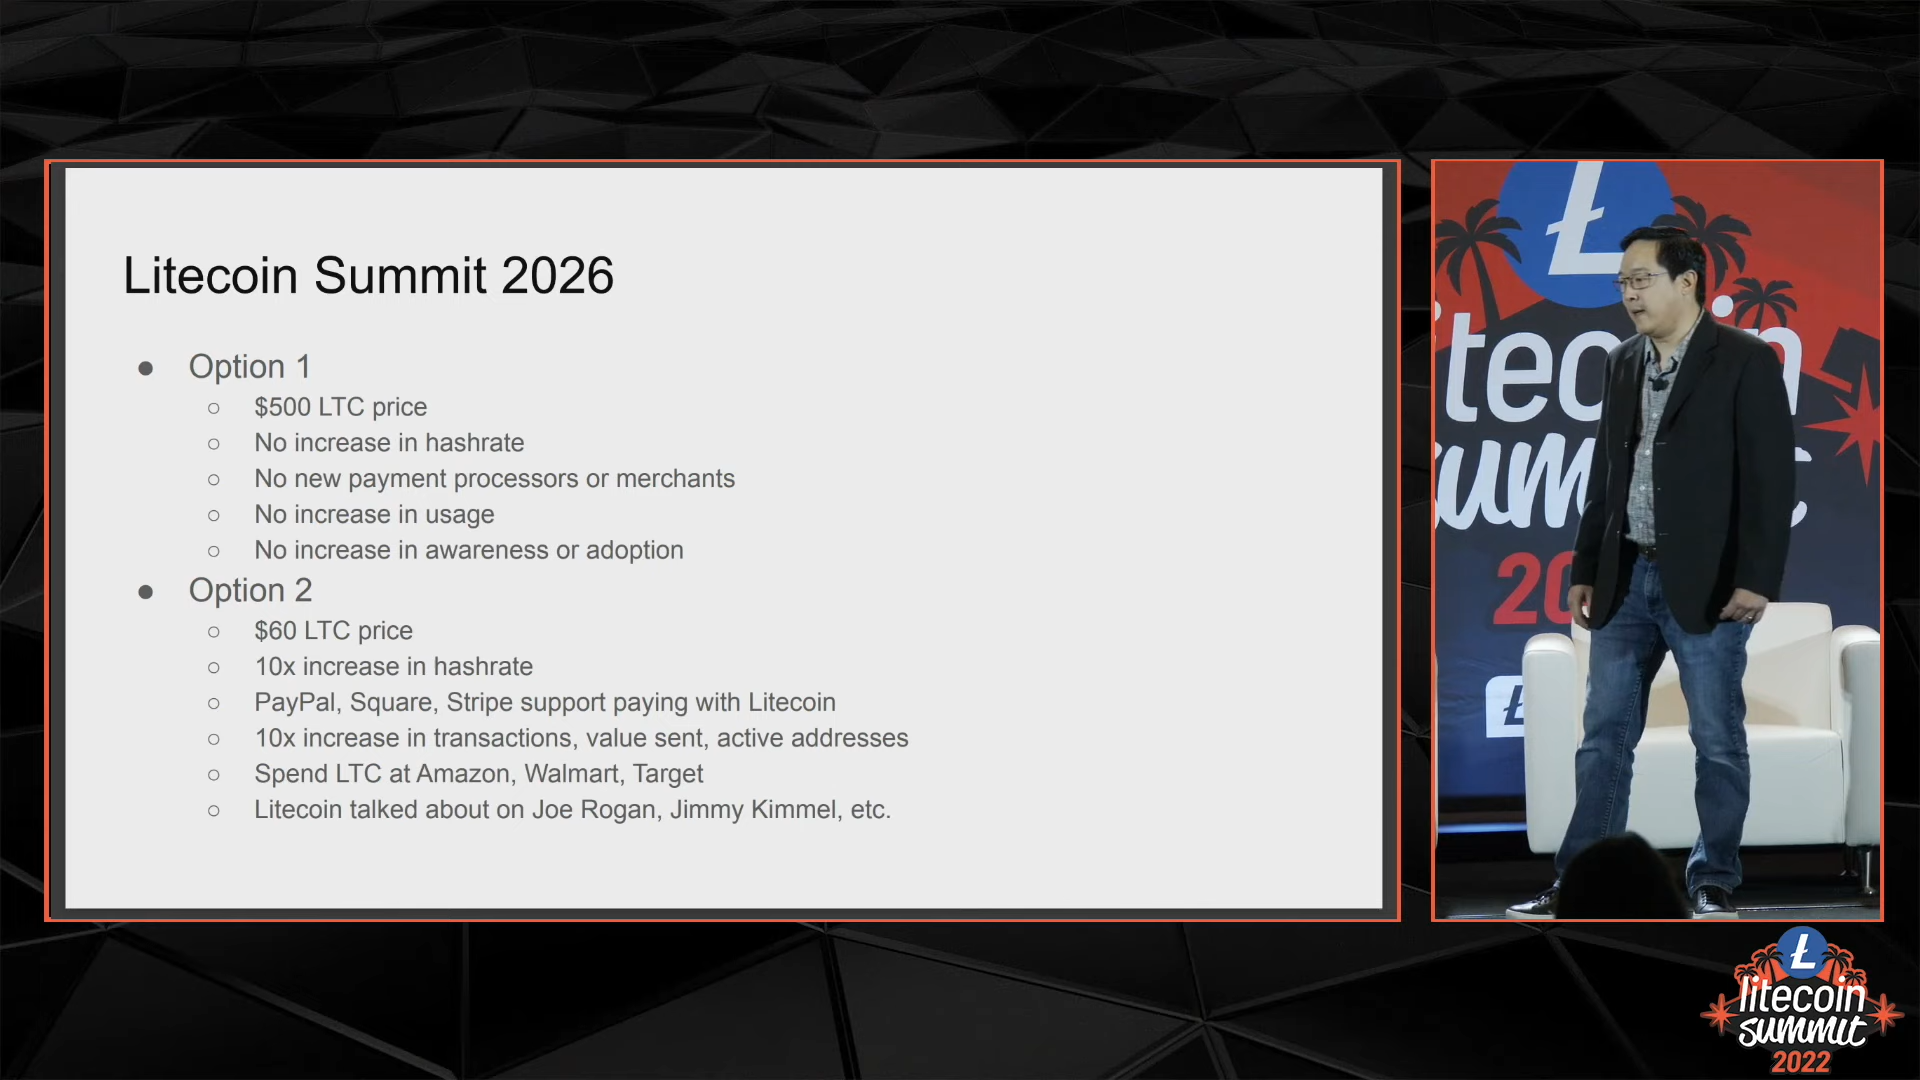 Litecoin Summit 2026
● Option 1
○ $500 LTC price
○ No increase in hashrate
○ No new payment processors or merchants
○ No increase in usage
○ No increase in awareness or adoption
● Option 2
○ $60 LTC price
○ 10x increase in hashrate
○ PayPal, Square, Stripe support paying with Litecoin
○ 10x increase in transactions, value sent, active addresses
○ Spend LTC at Amazon, Walmart, Target
○ Litecoin talked about on Joe Rogan, Jimmy Kimmel, etc.
litecoin
summit
2022